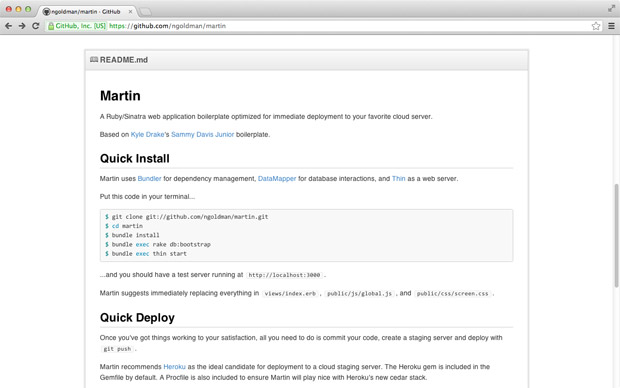 ngoldman/martin · GitHub
GitHub, Inc. [US] https://github.com/ngoldman/martin
README.md
Martin
A Ruby/Sinatra web application boilerplate optimized for immediate deployment to your favorite cloud server.
Based on Kyle Drake's Sammy Davis Junior boilerplate.
Quick Install
Martin uses Bundler for dependency management, DataMapper for database interactions, and Thin as a web server.
Put this code in your terminal...
$ git clone git://github.com/ngoldman/martin.git
$ cd martin
$ bundle install
$ bundle exec rake db:bootstrap
$ bundle exec thin start
...and you should have a test server running at http://localhost:3000 .
Martin suggests immediately replacing everything in views/index.erb , public/js/global.js , and public/css/screen.css .
Quick Deploy
Once you've got things working to your satisfaction, all you need to do is commit your code, create a staging server and deploy with
git push .
Martin recommends Heroku as the ideal candidate for deployment to a cloud staging server. The Heroku gem is included in the
Gemfile by default. A Procfile is also included to ensure Martin will play nice with Heroku's new cedar stack.